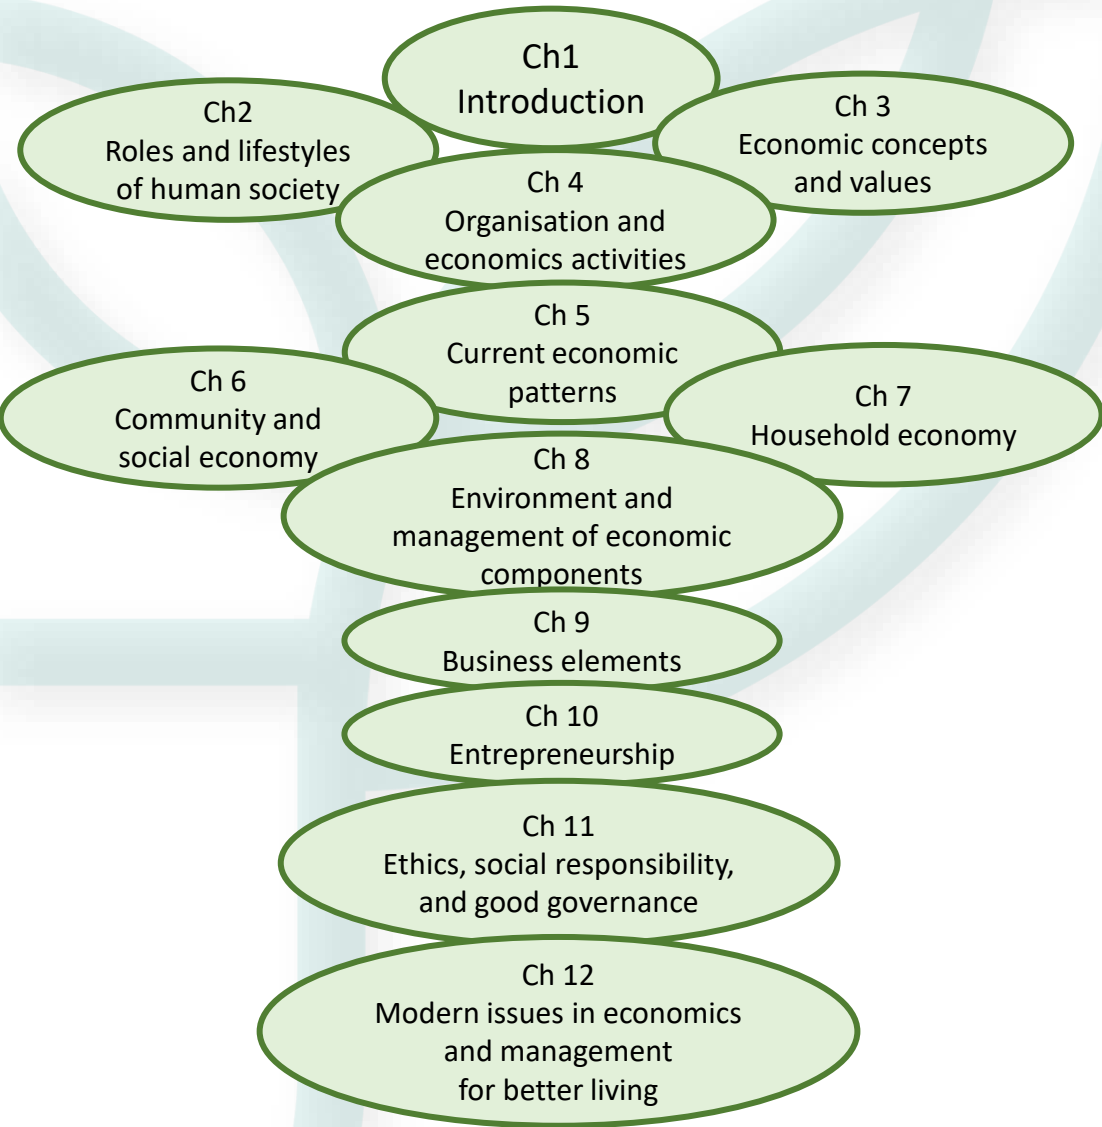 Ch1
Introduction
Ch2
Roles and lifestyles
of human society
Ch 3
Economic concepts
and values
Ch 4
Organisation and
economics activities
Ch 5
Current economic
patterns
Ch 6
Community and
social economy
Ch 7
Household economy
Ch 8
Environment and
management of economic
components
Ch 9
Business elements
Ch 10
Entrepreneurship
Ch 11
Ethics, social responsibility,
and good governance
Ch 12
Modern issues in economics
and management
for better living